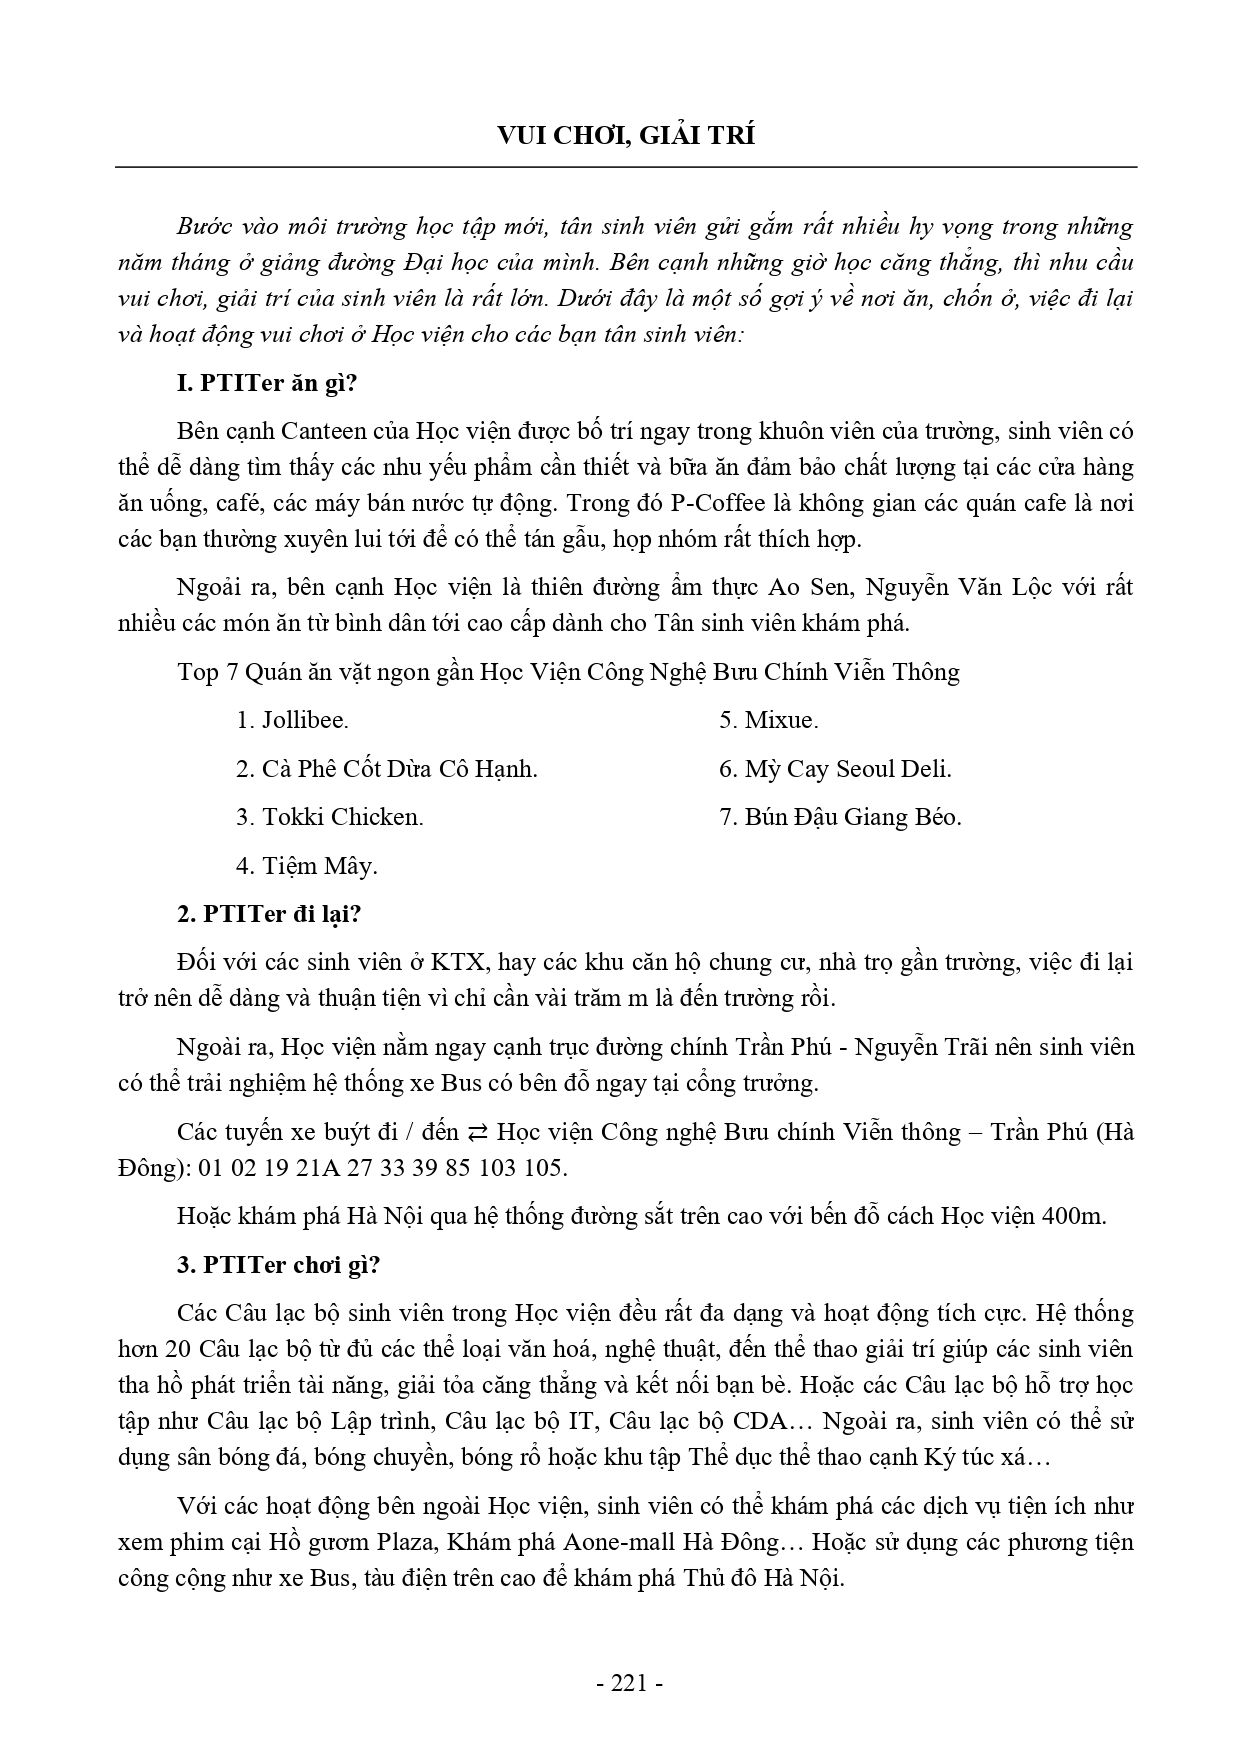 VUI CHƠI, GIẢI TRÍ
Bước vào môi trường học tập mới, tân sinh viên gửi gắm rất nhiều hy vọng trong những
năm tháng ở giảng đường Đại học của mình. Bên cạnh những giờ học căng thẳng, thì nhu cầu
vui chơi, giải trí của sinh viên là rất lớn. Dưới đây là một số gợi ý về nơi ăn, chốn ở, việc đi lại
và hoạt động vui chơi ở Học viện cho các bạn tân sinh viên:
I. PTITer ăn gì?
Bên cạnh Canteen của Học viện được bố trí ngay trong khuôn viên của trường, sinh viên có
thể dễ dàng tìm thấy các nhu yếu phẩm cần thiết và bữa ăn đảm bảo chất lượng tại các cửa hàng
ăn uống, café, các máy bán nước tự động. Trong đó P-Coffee là không gian các quán cafe là nơi
các bạn thường xuyên lui tới để có thể tán gẫu, họp nhóm rất thích hợp.
Ngoải ra, bên cạnh Học viện là thiên đường ẩm thực Ao Sen, Nguyễn Văn Lộc với rất
nhiều các món ăn từ bình dân tới cao cấp dành cho Tân sinh viên khám phá.
Top 7 Quán ăn vặt ngon gần Học Viện Công Nghệ Bưu Chính Viễn Thông
1. Jollibee.
2. Cà Phê Cốt Dừa Cô Hạnh.
3. Tokki Chicken.
4. Tiệm Mây.
5. Mixue.
6. Mỳ Cay Seoul Deli.
7. Bún Đậu Giang Béo.
2. PTITer đi lại?
Đối với các sinh viên ở KTX, hay các khu căn hộ chung cư, nhà trọ gần trường, việc đi lại
trở nên dễ dàng và thuận tiện vì chỉ cần vài trăm m là đến trường rồi.
Ngoài ra, Học viện nằm ngay cạnh trục đường chính Trần Phú - Nguyễn Trãi nên sinh viên
có thể trải nghiệm hệ thống xe Bus có bên đỗ ngay tại cổng trưởng.
Các tuyến xe buýt đi / đến ⇄ Học viện Công nghệ Bưu chính Viễn thông – Trần Phú (Hà
Đông): 01 02 19 21A 27 33 39 85 103 105.
Hoặc khám phá Hà Nội qua hệ thống đường sắt trên cao với bến đỗ cách Học viện 400m.
3. PTITer chơi gì?
Các Câu lạc bộ sinh viên trong Học viện đều rất đa dạng và hoạt động tích cực. Hệ thống
hơn 20 Câu lạc bộ từ đủ các thể loại văn hoá, nghệ thuật, đến thể thao giải trí giúp các sinh viên
tha hồ phát triển tài năng, giải tỏa căng thẳng và kết nối bạn bè. Hoặc các Câu lạc bộ hỗ trợ học
tập như Câu lạc bộ Lập trình, Câu lạc bộ IT, Câu lạc bộ CDA… Ngoài ra, sinh viên có thể sử
dụng sân bóng đá, bóng chuyền, bóng rổ hoặc khu tập Thể dục thể thao cạnh Ký túc xá…
Với các hoạt động bên ngoài Học viện, sinh viên có thể khám phá các dịch vụ tiện ích như
xem phim cại Hồ gươm Plaza, Khám phá Aone-mall Hà Đông… Hoặc sử dụng các phương tiện
công cộng như xe Bus, tàu điện trên cao để khám phá Thủ đô Hà Nội.
- 221 -